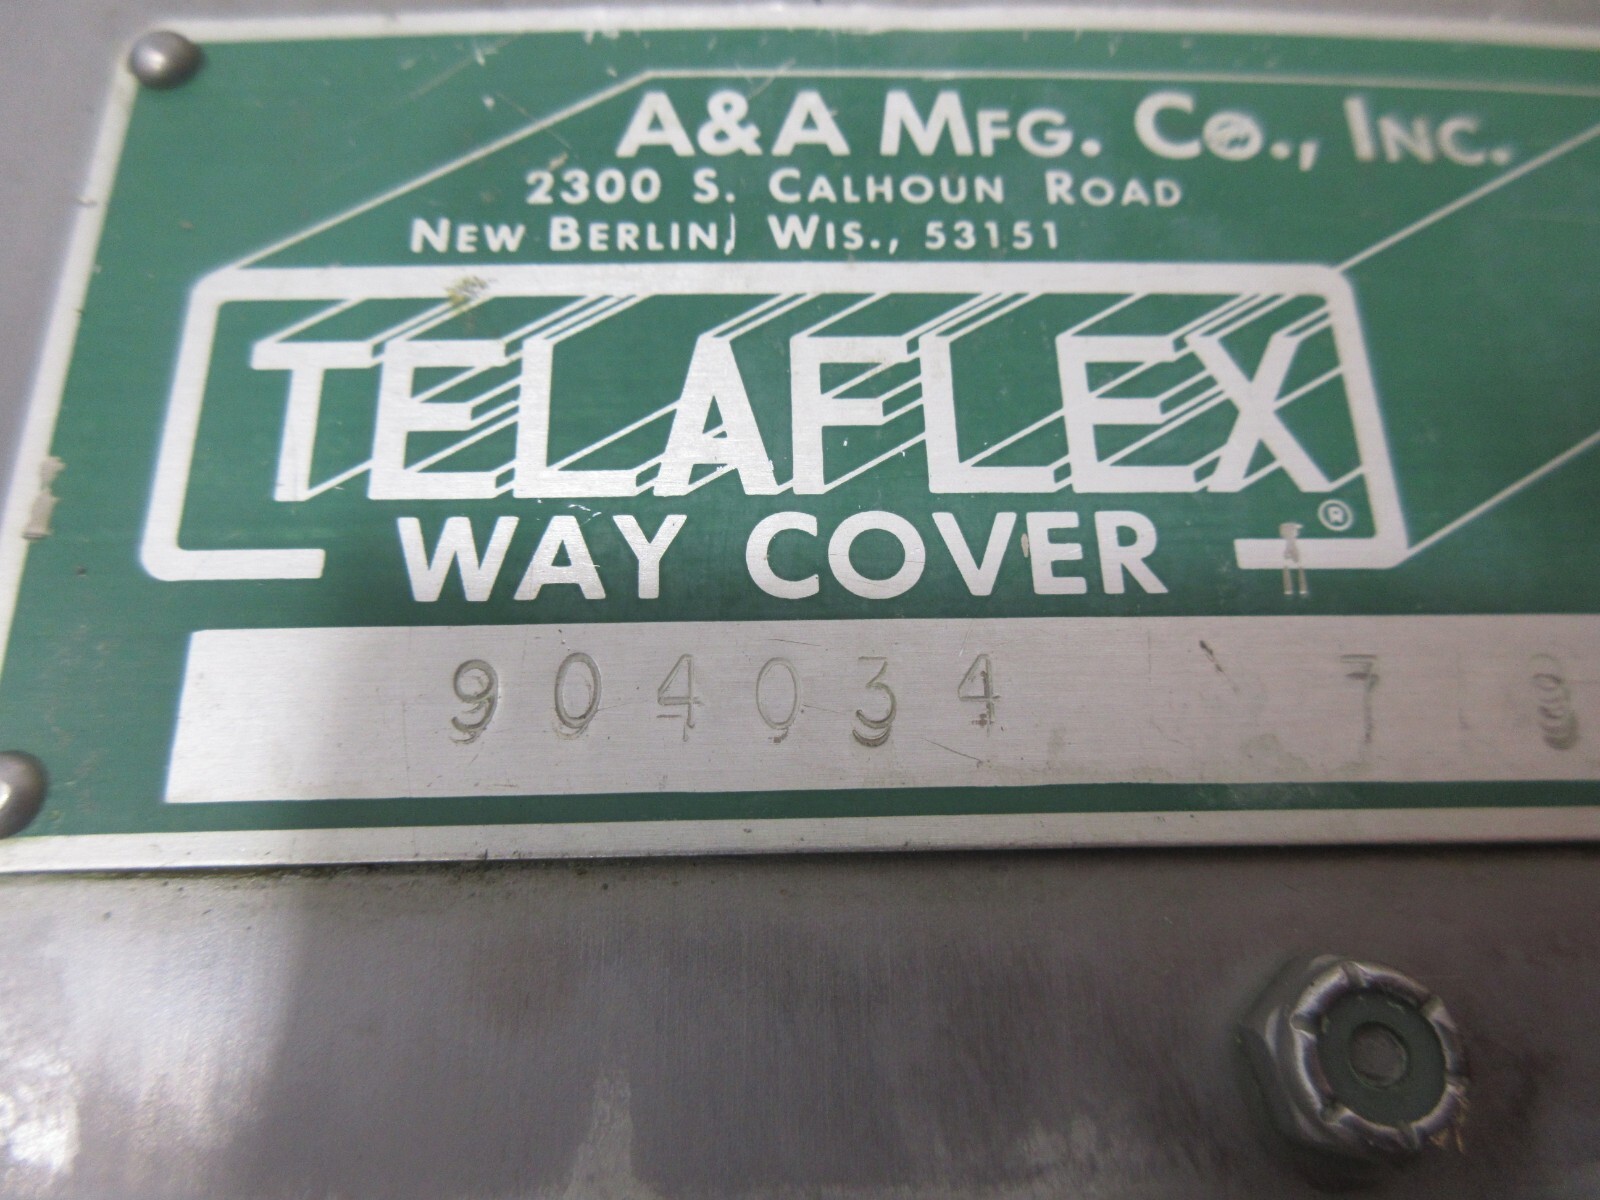 A&A MFG. CO., INC.
2300 S. CALHOUN ROAD
NEW BERLIN, WIS., 53151
TELAFLEX ®
WAY COVER
904034 7